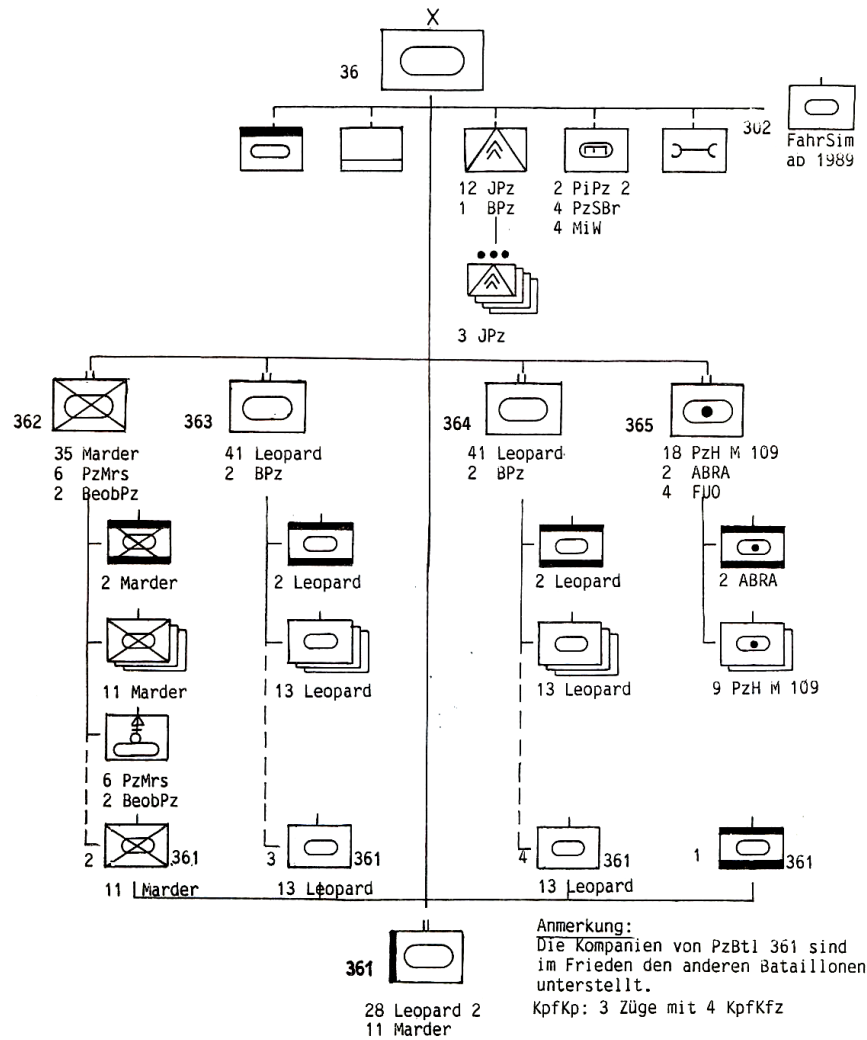 X
36
302
FahrSim
ab 1989
12 JPz
1 BPz
2 PiPz 2
4 PzSBr
4 MiW
3 JPz
362
363
364
365
35 Marder
6 PzMrs
2 BeobPz
41 Leopard
2 BPz
41 Leopard
2 BPz
18 PzH M 109
2 ABRA
4 FUO
2 Marder
2 Leopard
2 Leopard
2 ABRA
11 Marder
13 Leopard
13 Leopard
9 PzH M 109
6 PzMrs
2 BeobPz
2 361
3 361
4 361
1 361
11 Marder
13 Leopard
13 Leopard
361
28 Leopard 2
11 Marder
Anmerkung:
Die Kompanien von PzBtl 361 sind
im Frieden den anderen Bataillonen
unterstellt.
KpfKp: 3 Züge mit 4 KpfKfz